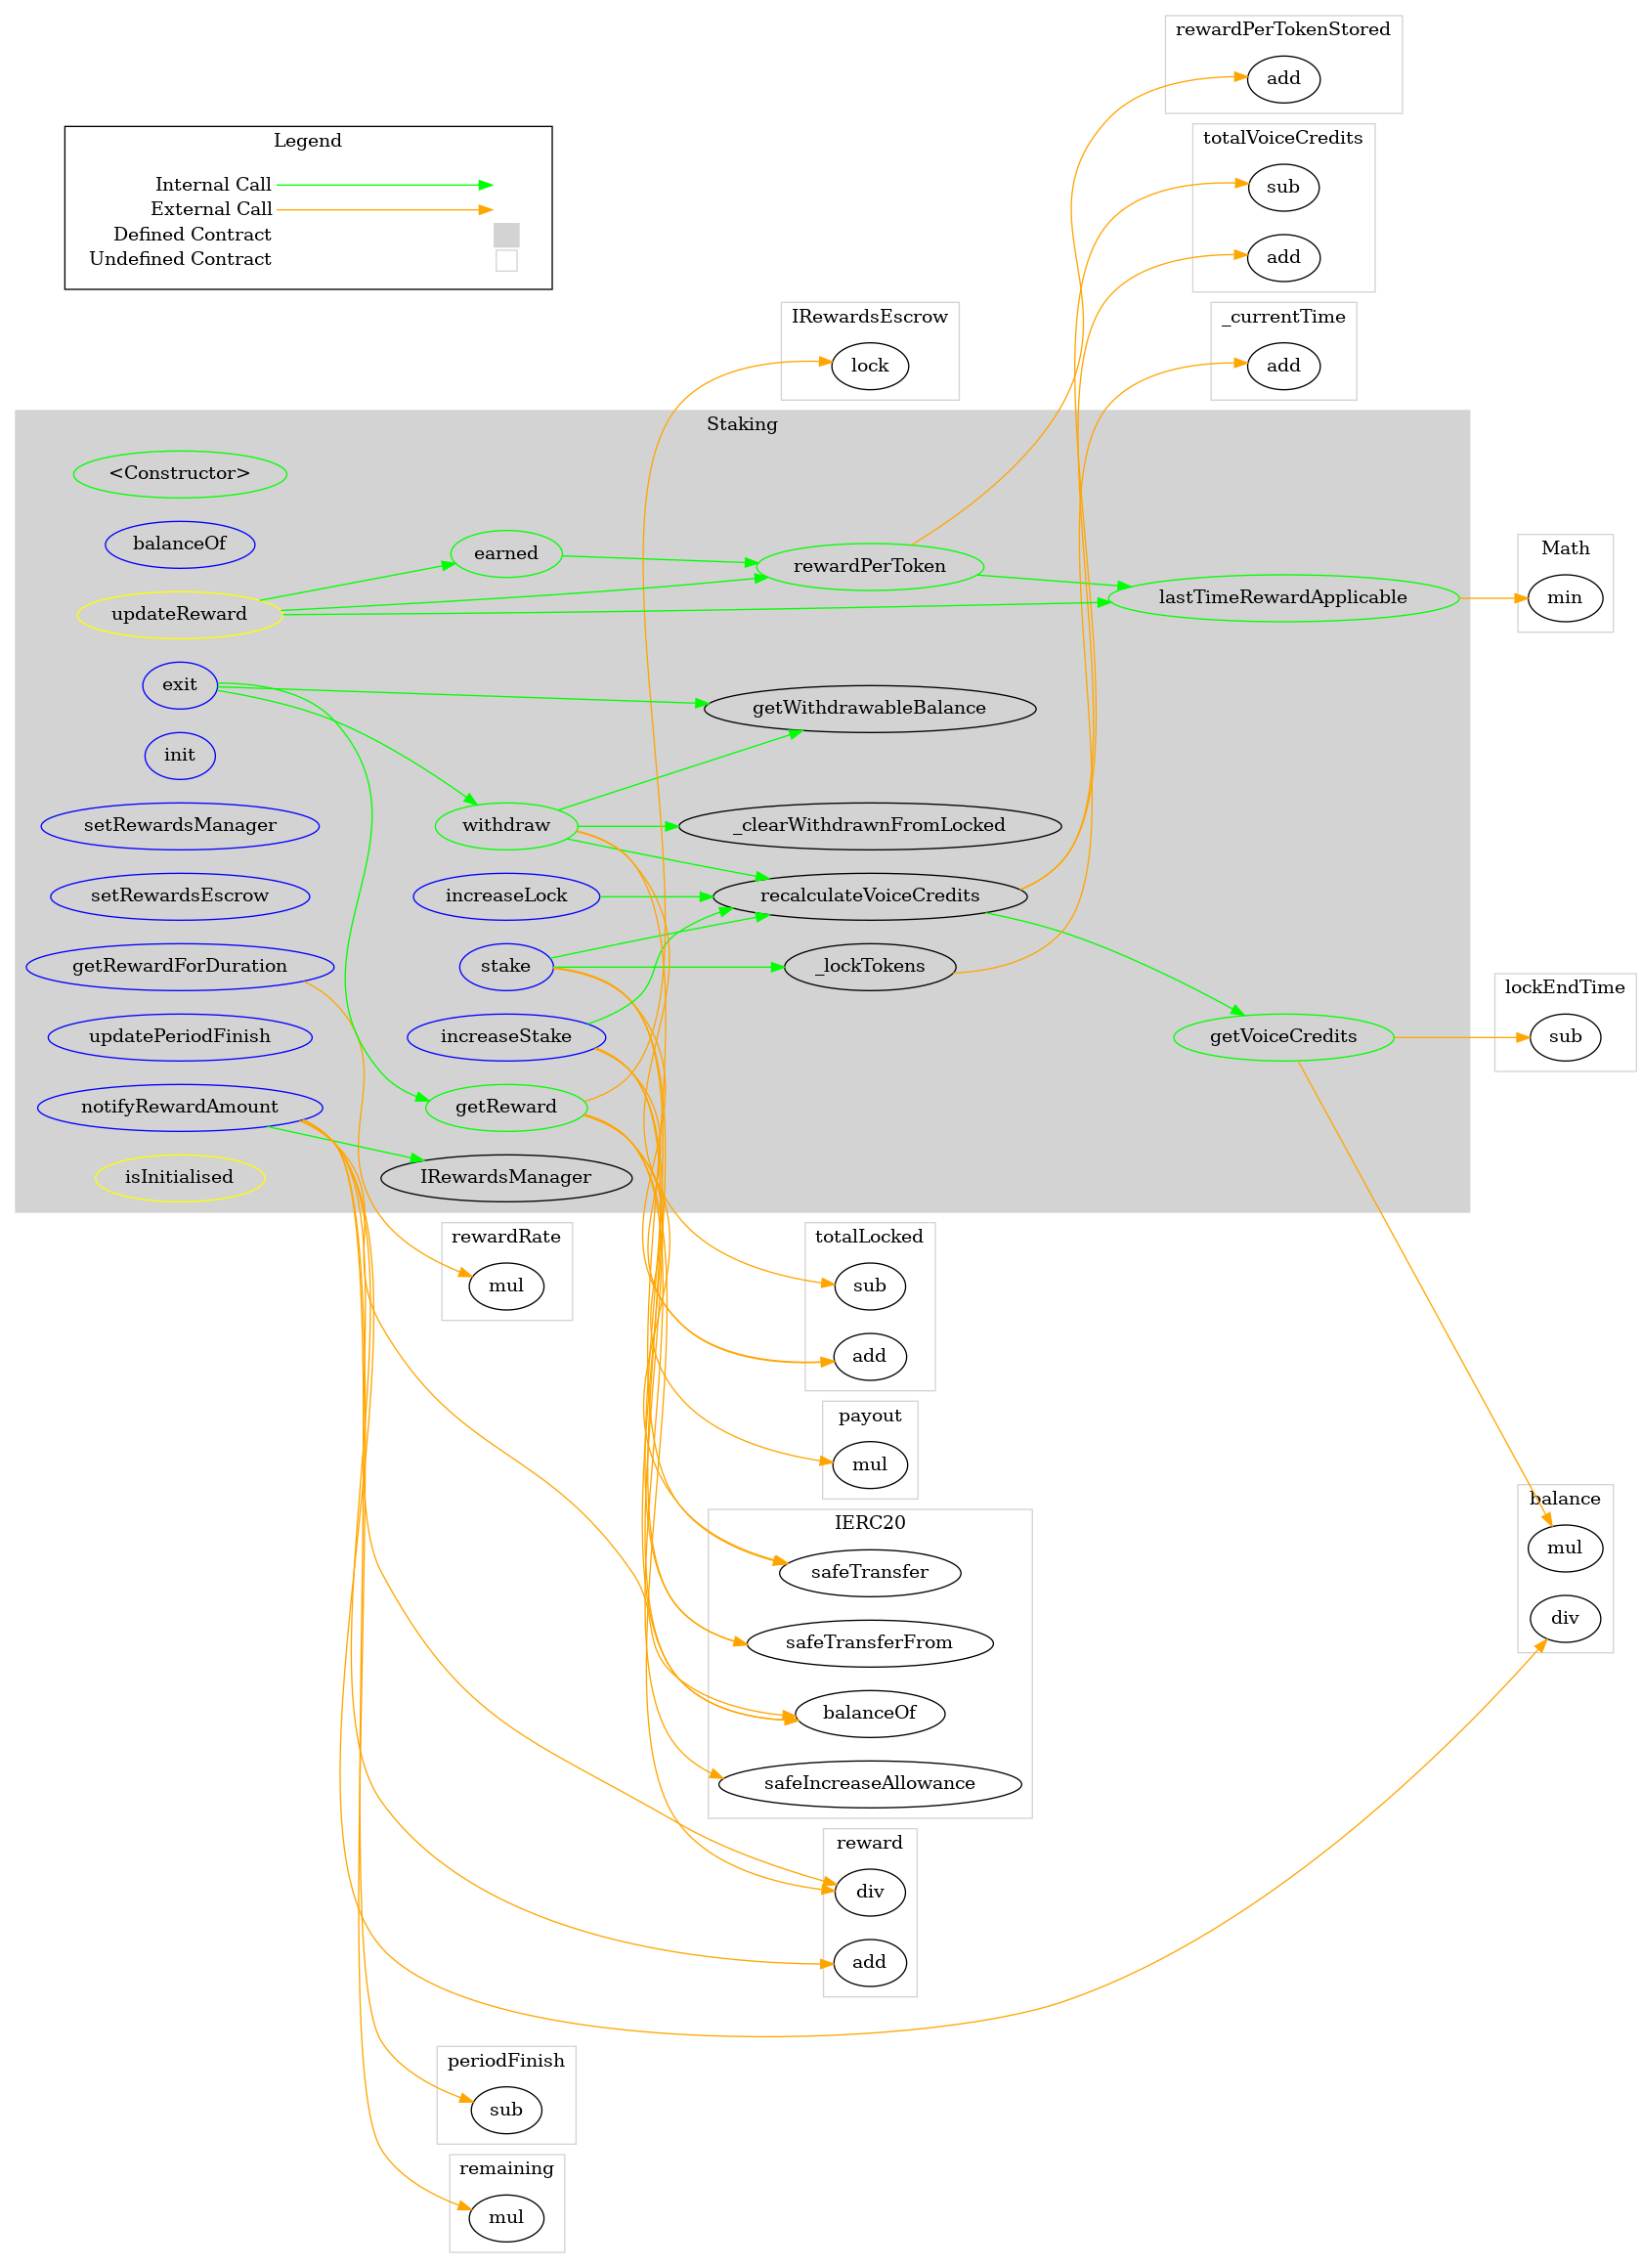 rewardPerTokenStored
add
totalVoiceCredits
sub
add
Legend
Internal Call
External Call
Defined Contract
Undefined Contract
IRewardsEscrow
lock
_currentTime
add
Staking
<Constructor>
balanceOf
updateReward
exit
init
setRewardsManager
setRewardsEscrow
getRewardForDuration
updatePeriodFinish
notifyRewardAmount
isInitialised
earned
withdraw
increaseLock
stake
increaseStake
getReward
IRewardsManager
rewardPerToken
getWithdrawableBalance
_clearWithdrawnFromLocked
recalculateVoiceCredits
_lockTokens
lastTimeRewardApplicable
getVoiceCredits
Math
min
lockEndTime
sub
rewardRate
mul
totalLocked
sub
add
payout
mul
IERC20
safeTransfer
safeTransferFrom
balanceOf
safeIncreaseAllowance
balance
mul
div
reward
div
add
periodFinish
sub
remaining
mul